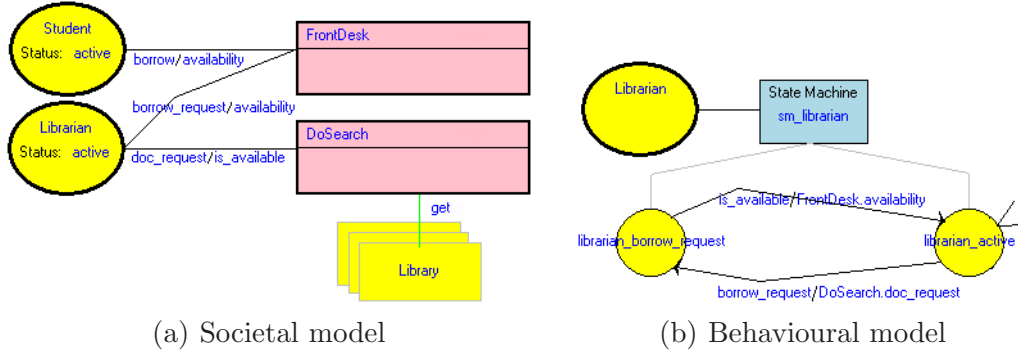 Student
Status: active
borrow/availability
FrontDesk
borrow_request/availability
Librarian
Status: active
doc_request/is_available
DoSearch
get
Library
(a) Societal model
Librarian
State Machine
sm_librarian
is_available/FrontDesk.availability
librarian_borrow_request
librarian_active
borrow_request/DoSearch.doc_request
(b) Behavioural model